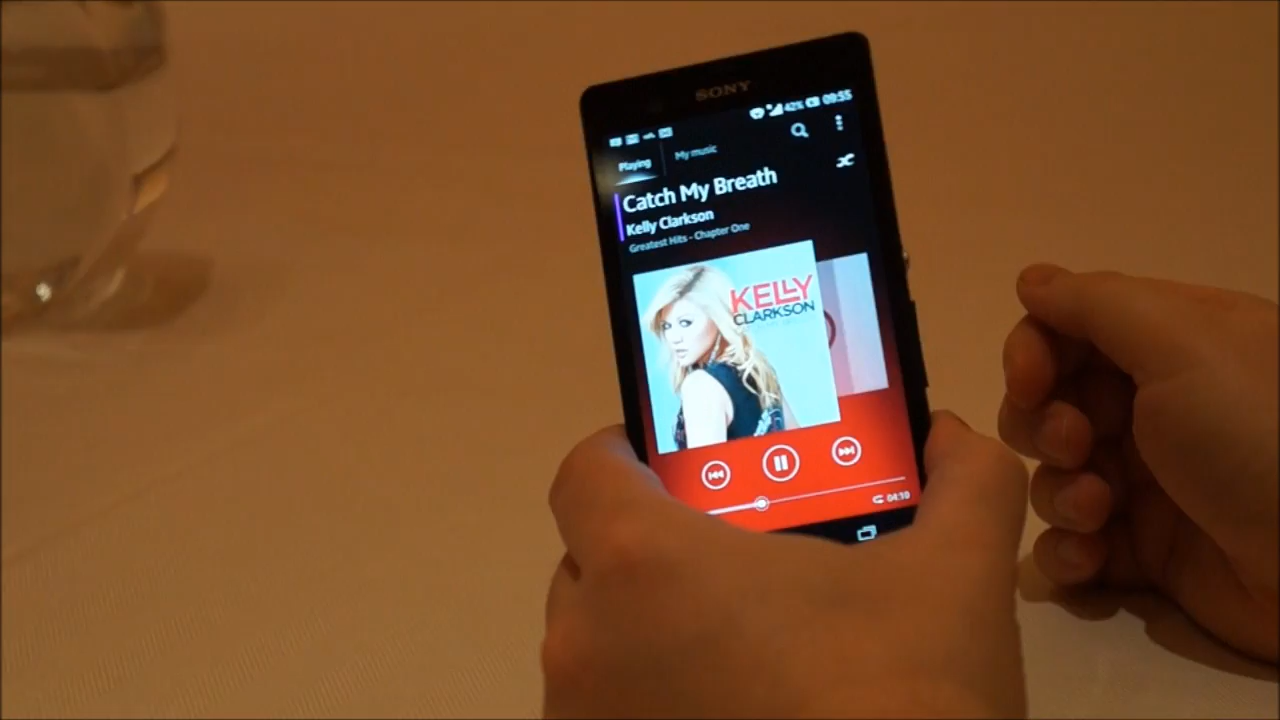 SONY
42% 09:55
Playing
My music
Catch My Breath
Kelly Clarkson
Greatest Hits - Chapter One
KELLY
CLARKSON
04:10